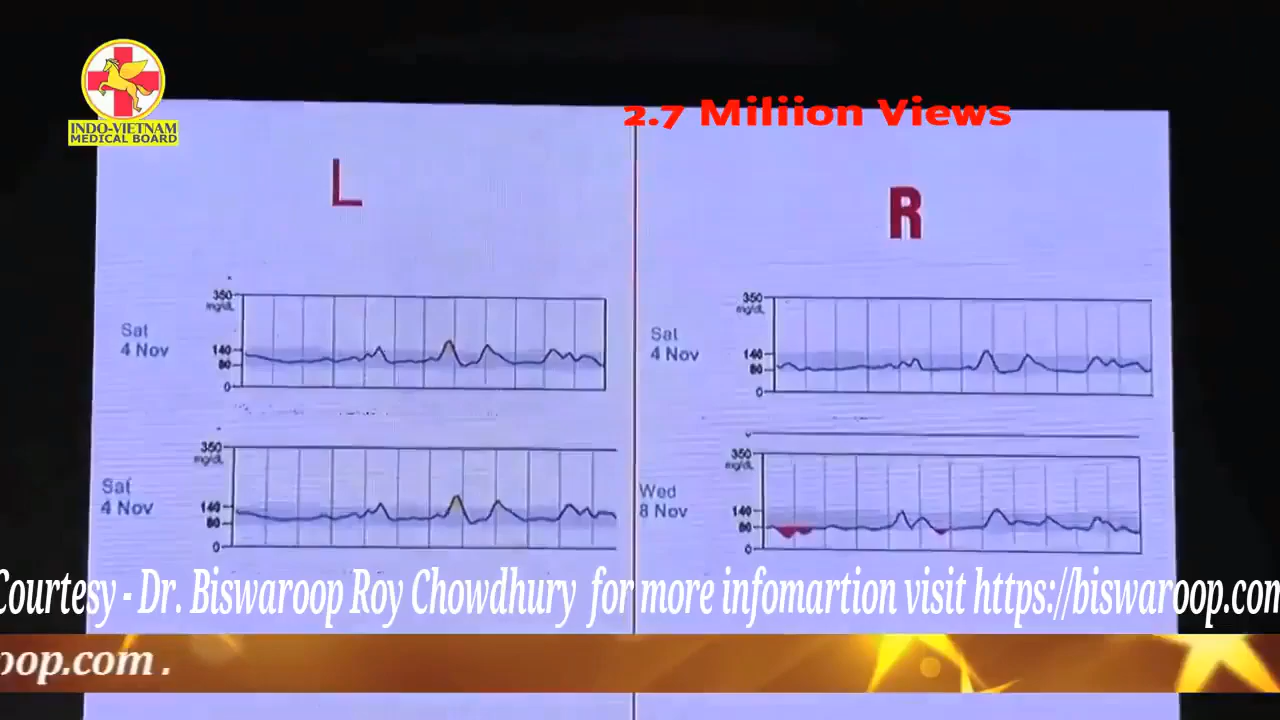 INDO-VIETNAM
MEDICAL BOARD
2.7 Miliion Views
L
R
350
mg/dL
140
80
0
Sat
4 Nov
350
mg/dL
140
80
0
Sat
4 Nov
350
mg/dL
140
80
0
Sat
4 Nov
350
mg/dL
140
80
0
Wed
8 Nov
Courtesy - Dr. Biswaroop Roy Chowdhury for more infomartion visit https://biswaroop.com
oop.com .